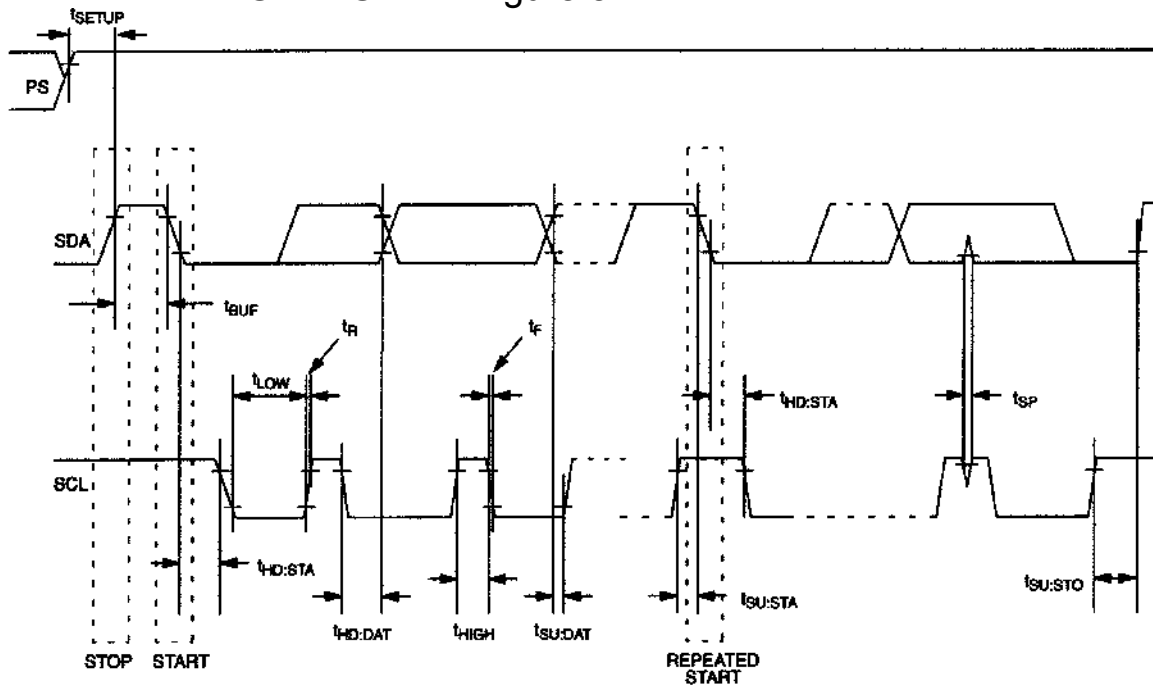 tSETUP
PS
SDA
tBUF
tR
tF
tLOW
tHD:STA
tSP
SCL
tHD:STA
tSU:STO
tSU:STA
tHD:DAT
tHIGH
tSU:DAT
STOP
START
REPEATED
START